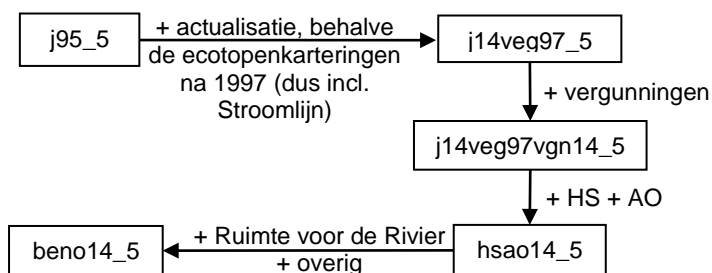 j95_5
+ actualisatie, behalve
de ecotopenkarteringen
na 1997 (dus incl.
Stroomlijn)
j14veg97_5
+ vergunningen
j14veg97vgn14_5
+ HS + AO
hsao14_5
+ Ruimte voor de Rivier
+ overig
beno14_5